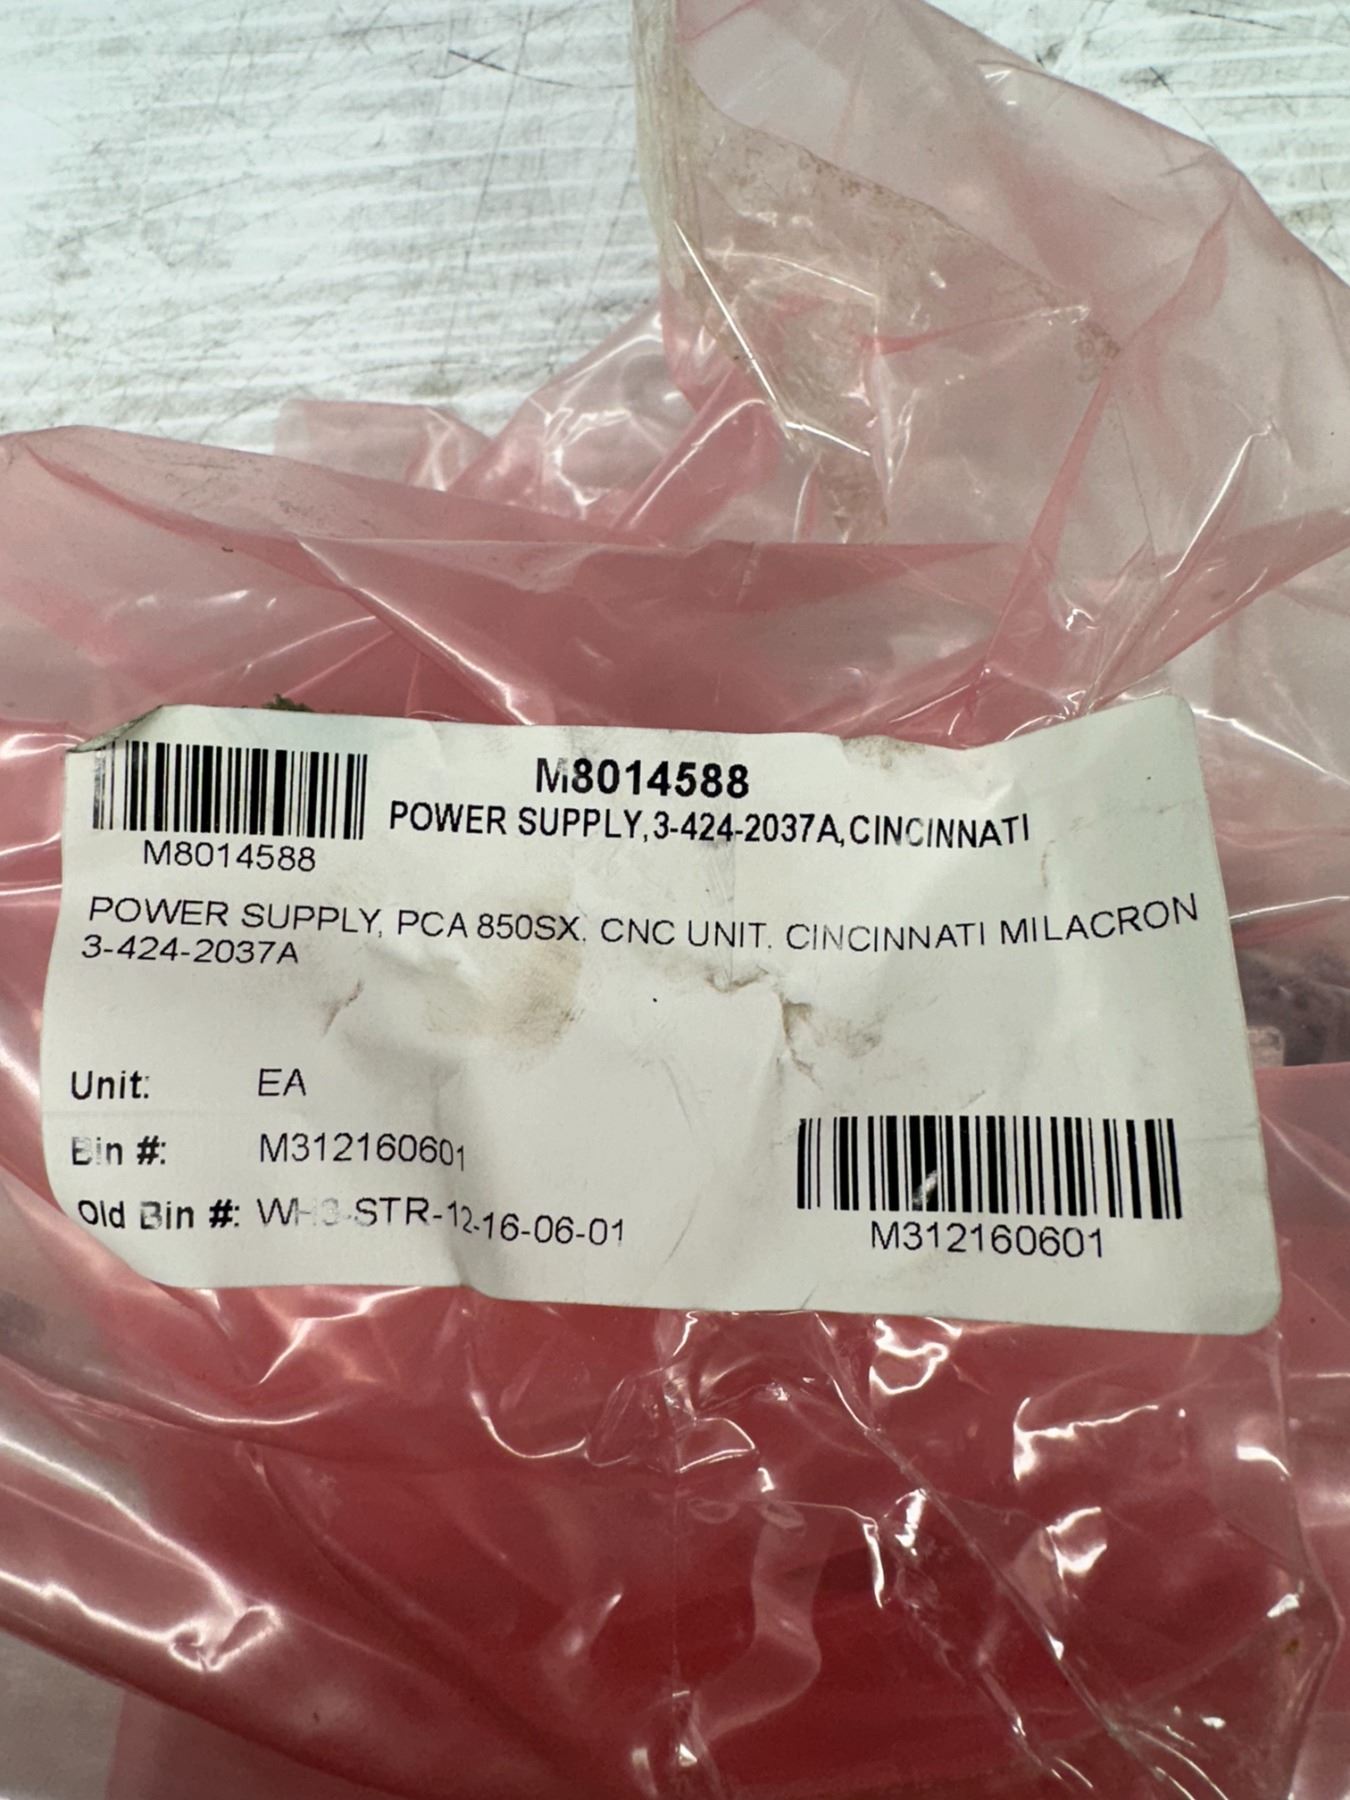 M8014588
POWER SUPPLY,3-424-2037A,CINCINNATI
M8014588
POWER SUPPLY, PCA 850SX. CNC UNIT. CINCINNATI MILACRON
3-424-2037A
Unit: EA
Bin #: M312160601
Old Bin #: WH3-STR-12-16-06-01
M312160601